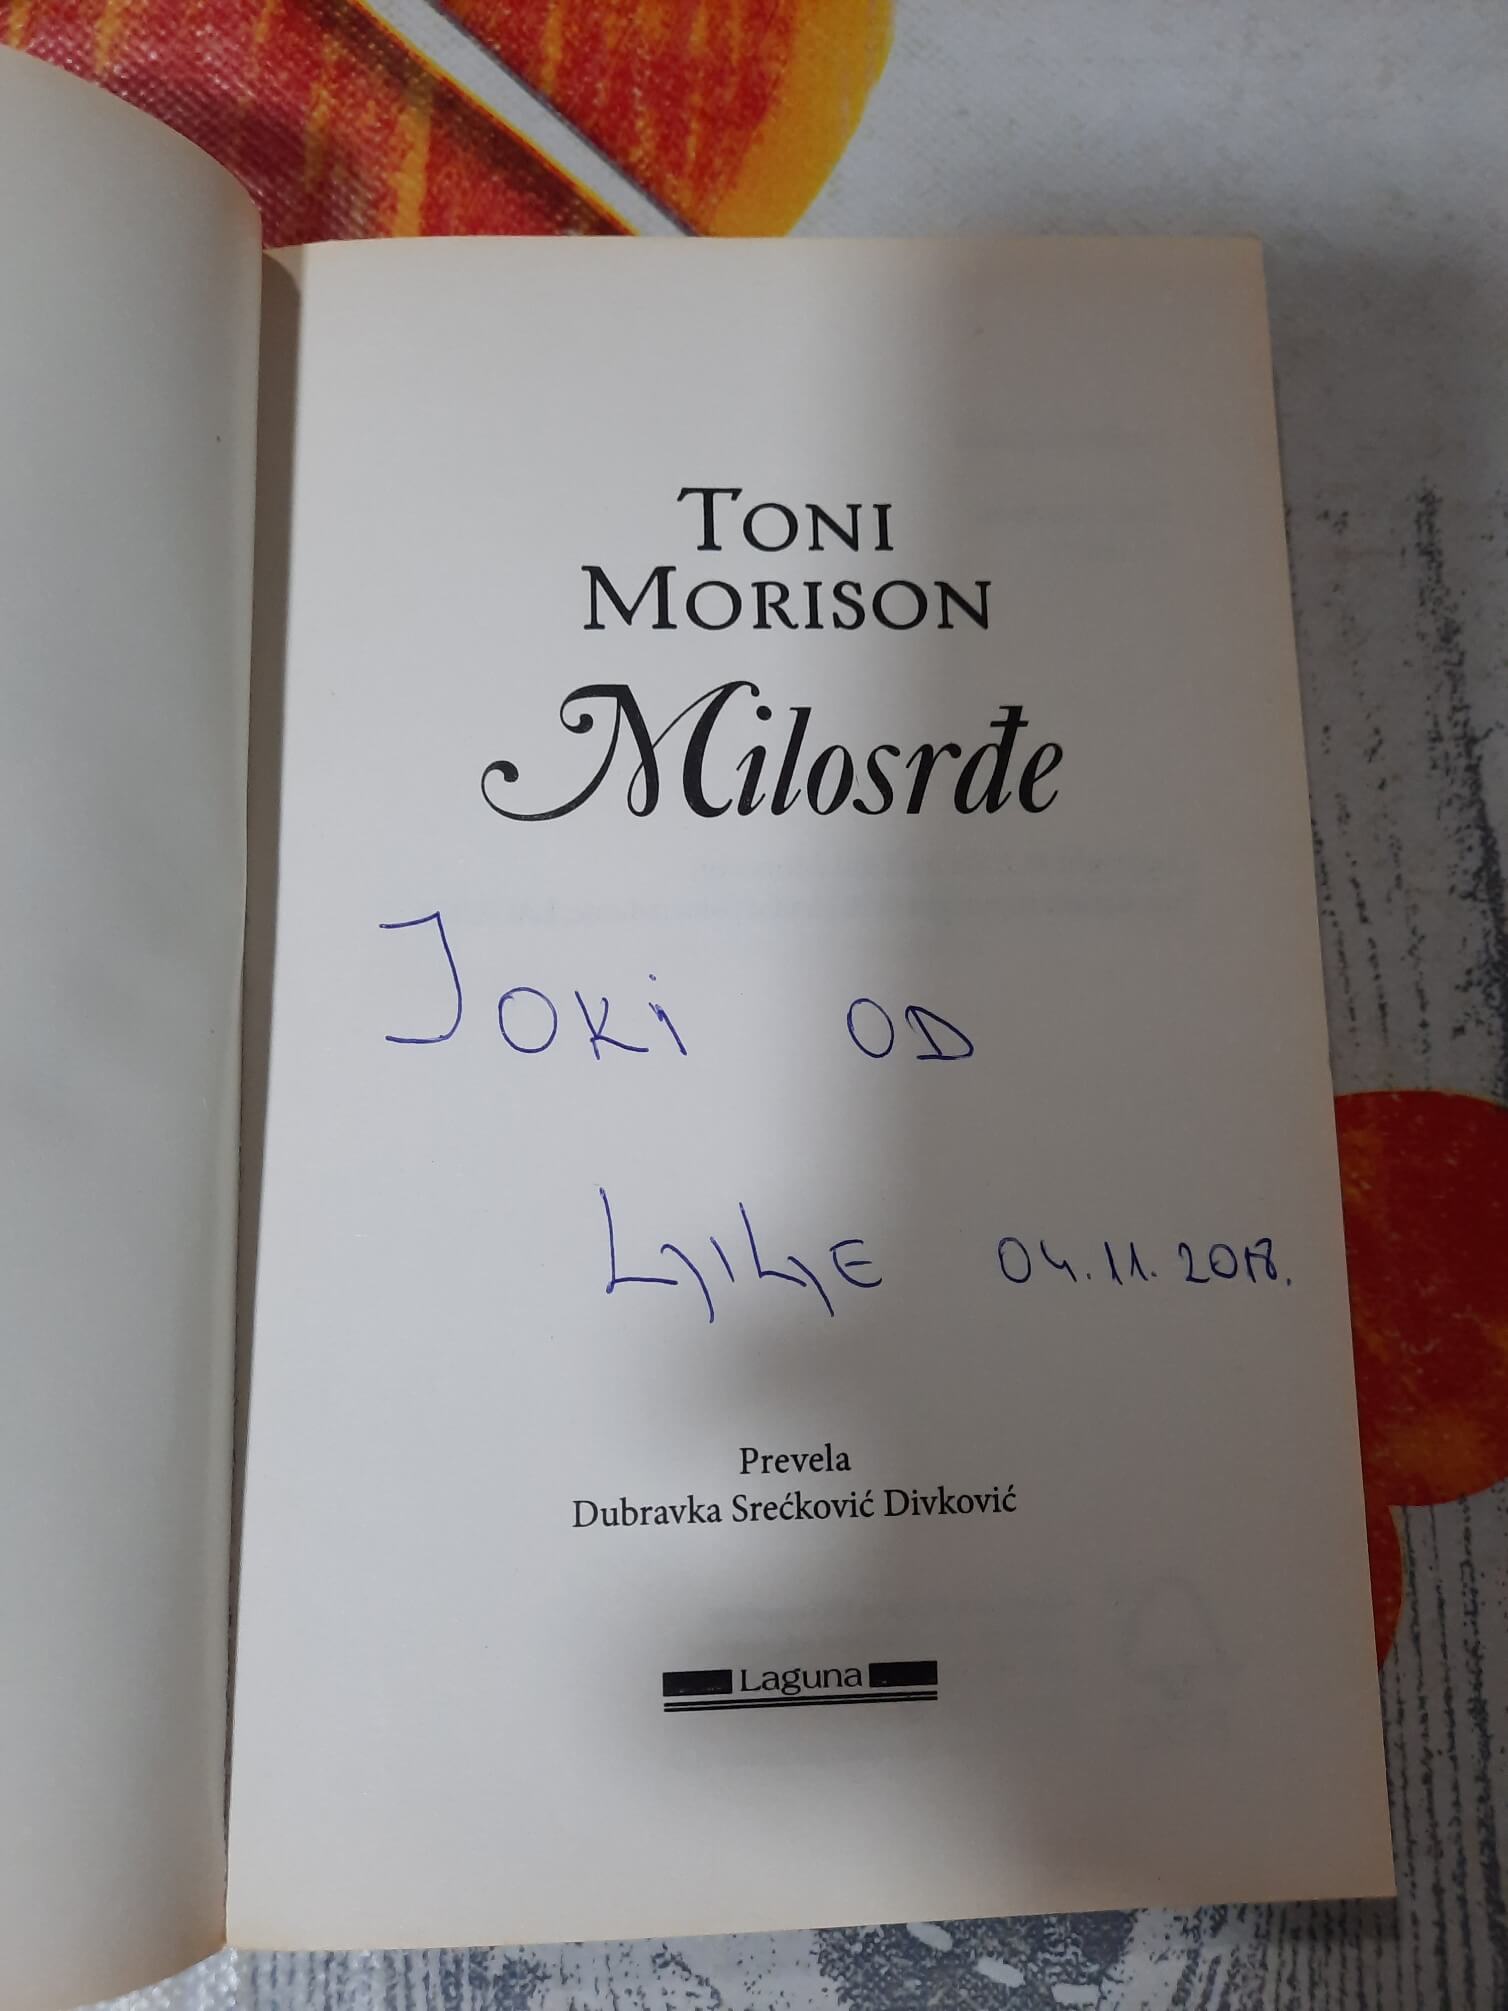 TONI
MORISON
Milosrđe
JOKi OD
LJILJE 04.11.2018.
Prevela
Dubravka Srećković Divković
Laguna